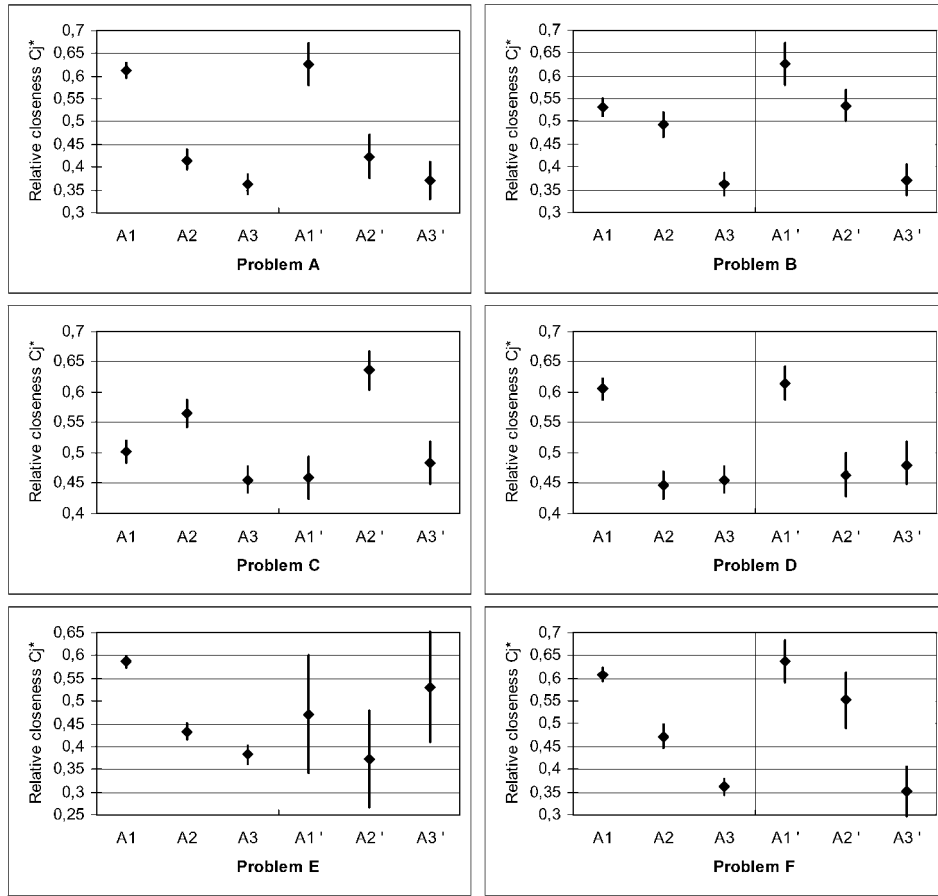 Relative closeness Cj*
0,7
0,65
0,6
0,55
0,5
0,45
0,4
0,35
0,3
A1 A2 A3 A1 ' A2 ' A3 '
Problem A
Relative closeness Cj*
0,7
0,65
0,6
0,55
0,5
0,45
0,4
0,35
0,3
A1 A2 A3 A1 ' A2 ' A3 '
Problem B
Relative closeness Cj*
0,7
0,65
0,6
0,55
0,5
0,45
0,4
A1 A2 A3 A1 ' A2 ' A3 '
Problem C
Relative closeness Cj*
0,7
0,65
0,6
0,55
0,5
0,45
0,4
A1 A2 A3 A1 ' A2 ' A3 '
Problem D
Relative closeness Cj*
0,65
0,6
0,55
0,5
0,45
0,4
0,35
0,3
0,25
A1 A2 A3 A1 ' A2 ' A3 '
Problem E
Relative closeness Cj*
0,7
0,65
0,6
0,55
0,5
0,45
0,4
0,35
0,3
A1 A2 A3 A1 ' A2 ' A3 '
Problem F